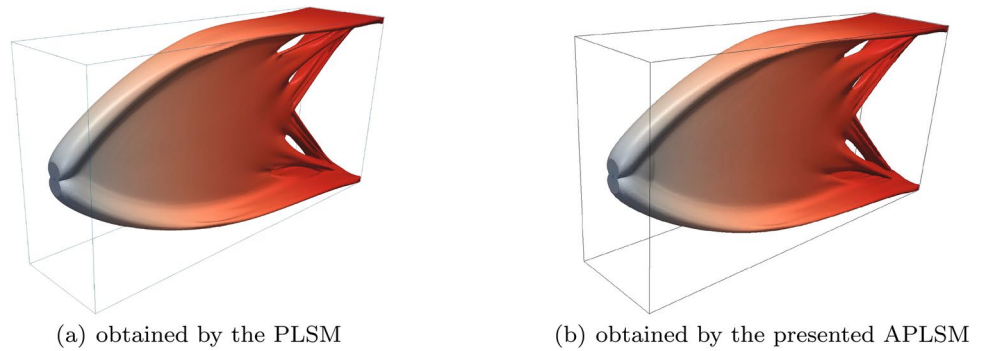 (a) obtained by the PLSM
(b) obtained by the presented APLSM